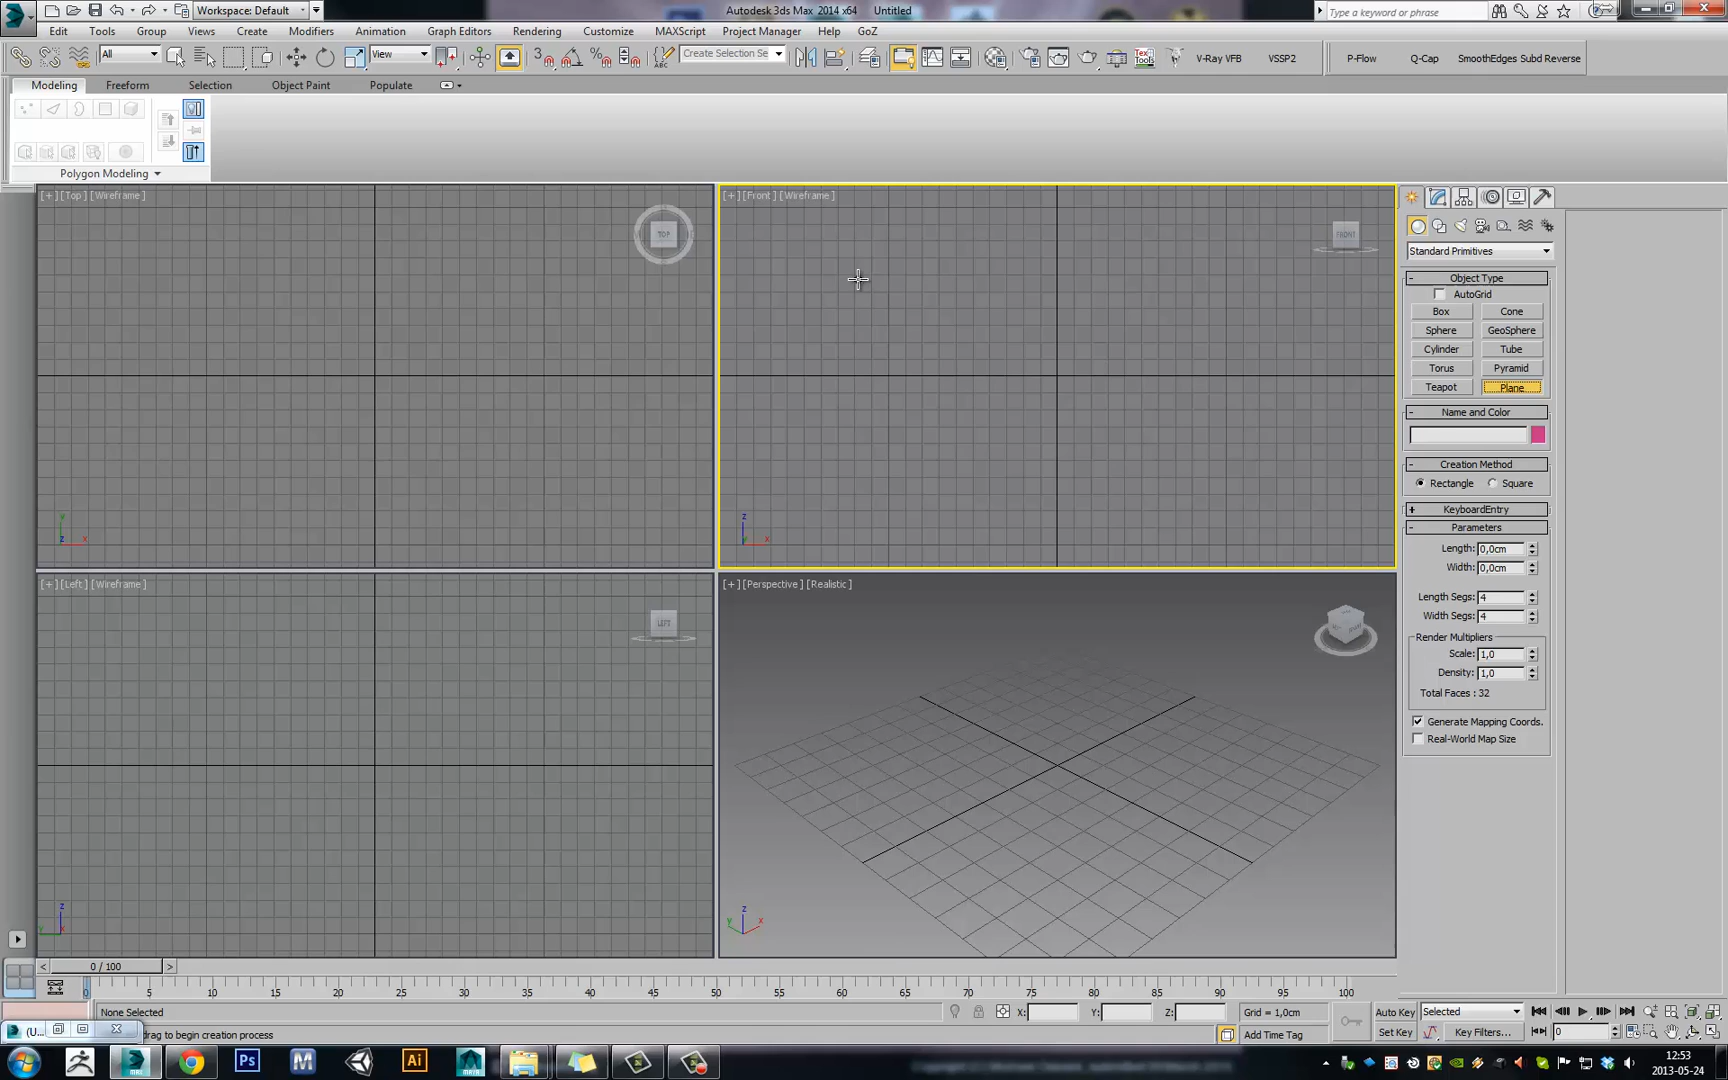 Workspace: Default
Autodesk 3ds Max 2014 x64 Untitled
Type a keyword or phrase
Edit Tools Group Views Create Modifiers Animation Graph Editors Rendering Customize MAXScript Project Manager Help GoZ
All
View
3
Create Selection Se
Tex Tools
V-Ray VFB VSSP2 P-Flow Q-Cap SmoothEdges Subd Reverse
Modeling Freeform Selection Object Paint Populate
Polygon Modeling
[+] [Top] [Wireframe]
TOP
[+] [Front] [Wireframe]
FRONT
Standard Primitives
- Object Type
AutoGrid
Box Cone
Sphere GeoSphere
Cylinder Tube
Torus Pyramid
Teapot Plane
- Name and Color
- Creation Method
Rectangle Square
+ KeyboardEntry
- Parameters
Length: 0,0cm
Width: 0,0cm
Length Segs: 4
Width Segs: 4
Render Multipliers
Scale: 1,0
Density: 1,0
Total Faces : 32
Generate Mapping Coords.
Real-World Map Size
y z x
z x
[+] [Left] [Wireframe]
LEFT
[+] [Perspective] [Realistic]
z y x
z y x
< 0 / 100 >
0 5 10 15 20 25 30 35 40 45 50 55 60 65 70 75 80 85 90 95 100
None Selected
X: Y: Z: Grid = 1,0cm
Auto Key Selected
(U...
drag to begin creation process
Add Time Tag
Set Key Key Filters...
0
MAX Ps M Ai
12:53
2013-05-24